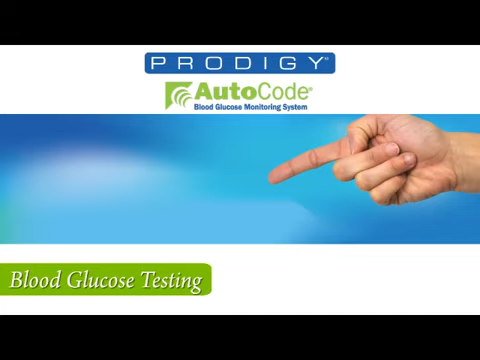 PRODIGY®
AutoCode®
Blood Glucose Monitoring System
Blood Glucose Testing